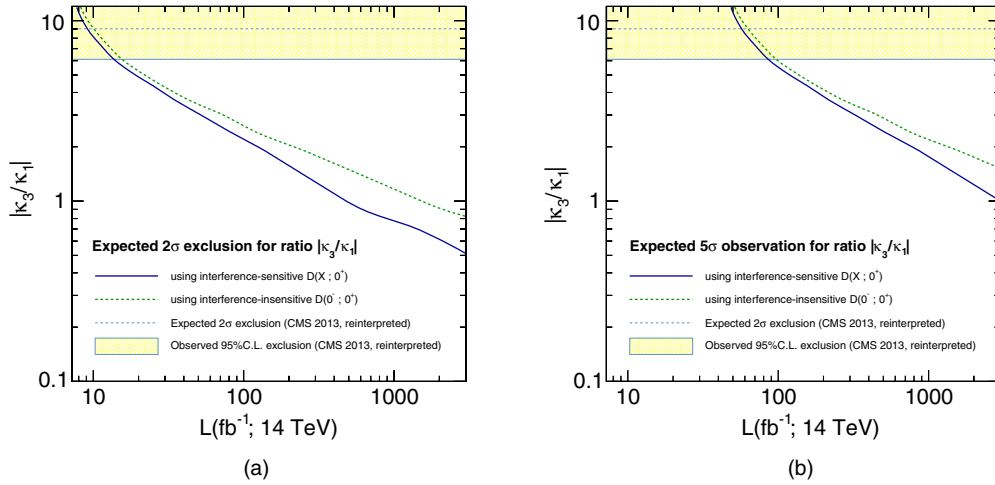 10
1
0.1
|κ₃/κ₁|
Expected 2σ exclusion for ratio |κ₃/κ₁|
using interference-sensitive D(X ; 0⁺)
using interference-insensitive D(0⁻ ; 0⁺)
Expected 2σ exclusion (CMS 2013, reinterpreted)
Observed 95%C.L. exclusion (CMS 2013, reinterpreted)
10 100 1000
L(fb⁻¹; 14 TeV)
(a)
10
1
0.1
|κ₃/κ₁|
Expected 5σ observation for ratio |κ₃/κ₁|
using interference-sensitive D(X ; 0⁺)
using interference-insensitive D(0⁻ ; 0⁺)
Expected 2σ exclusion (CMS 2013, reinterpreted)
Observed 95%C.L. exclusion (CMS 2013, reinterpreted)
10 100 1000
L(fb⁻¹; 14 TeV)
(b)